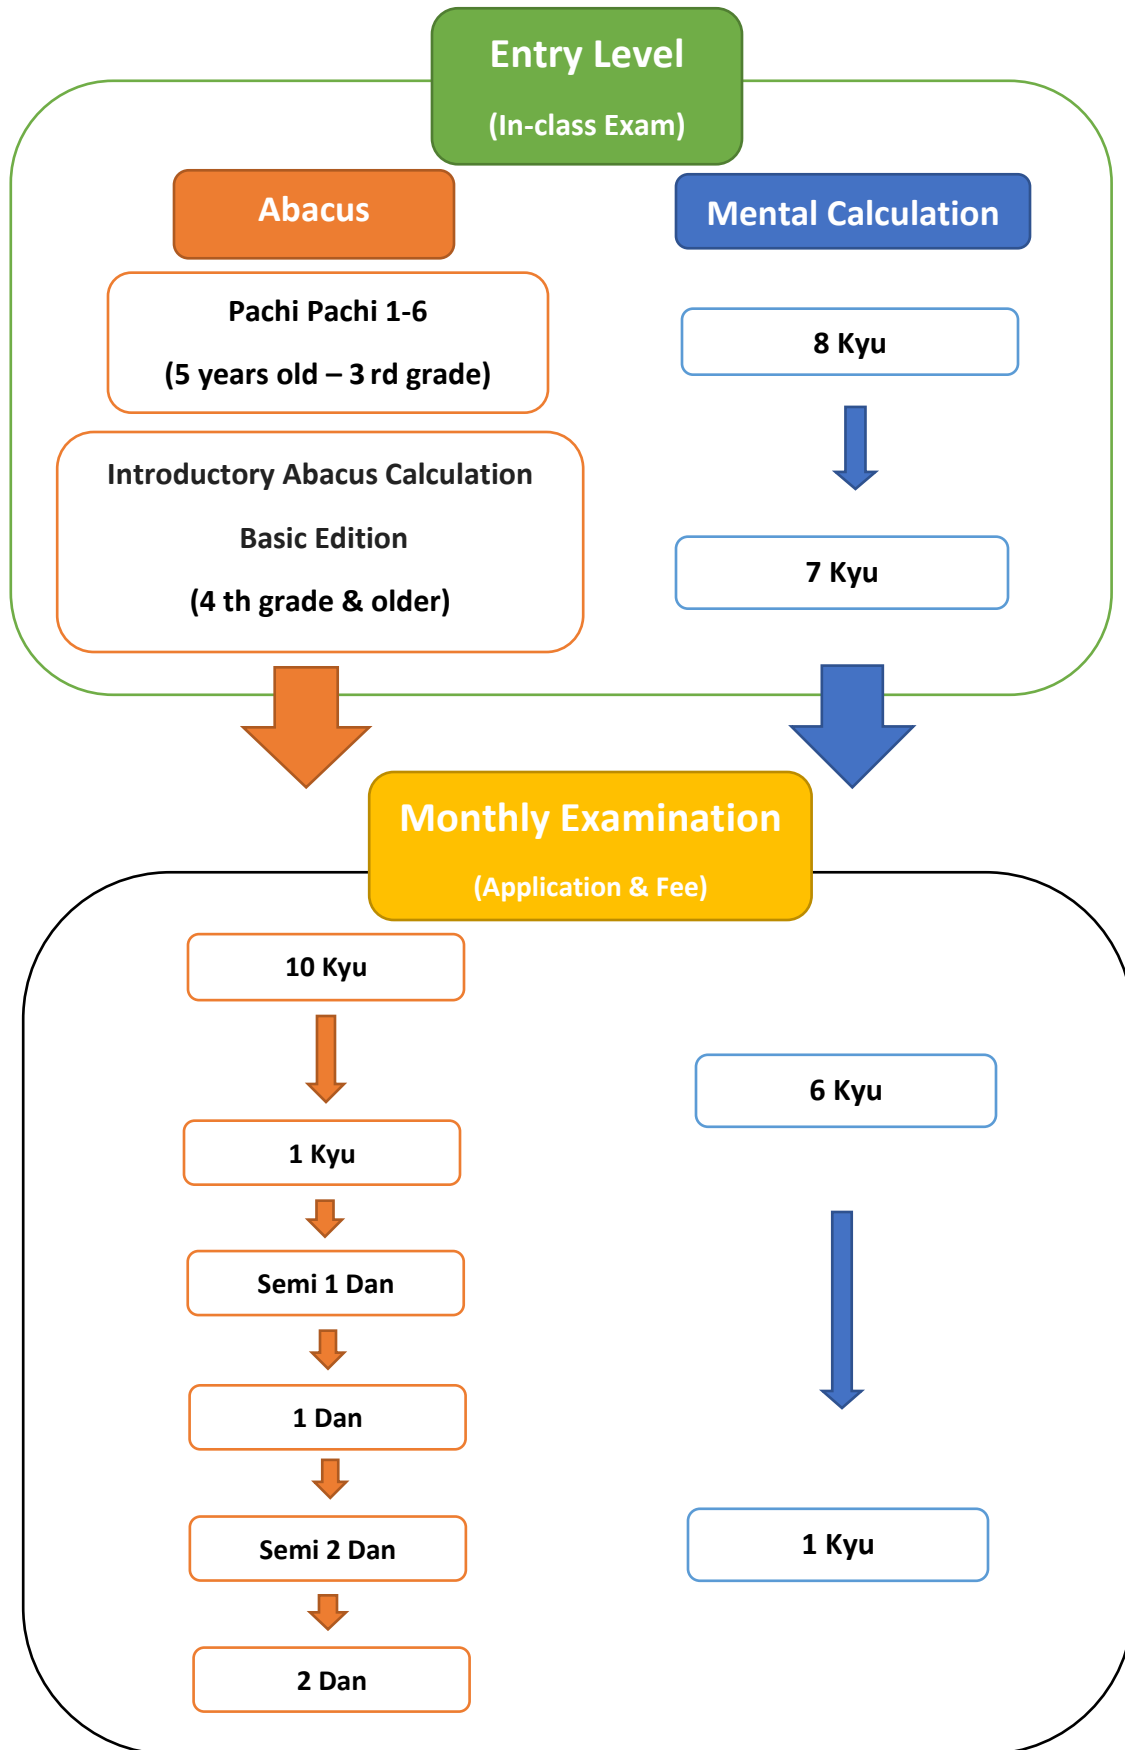 Entry Level
(In-class Exam)
Abacus
Mental Calculation
Pachi Pachi 1-6
(5 years old – 3 rd grade)
8 Kyu
Introductory Abacus Calculation
Basic Edition
(4 th grade & older)
7 Kyu
Monthly Examination
(Application & Fee)
10 Kyu
6 Kyu
1 Kyu
Semi 1 Dan
1 Dan
Semi 2 Dan
1 Kyu
2 Dan